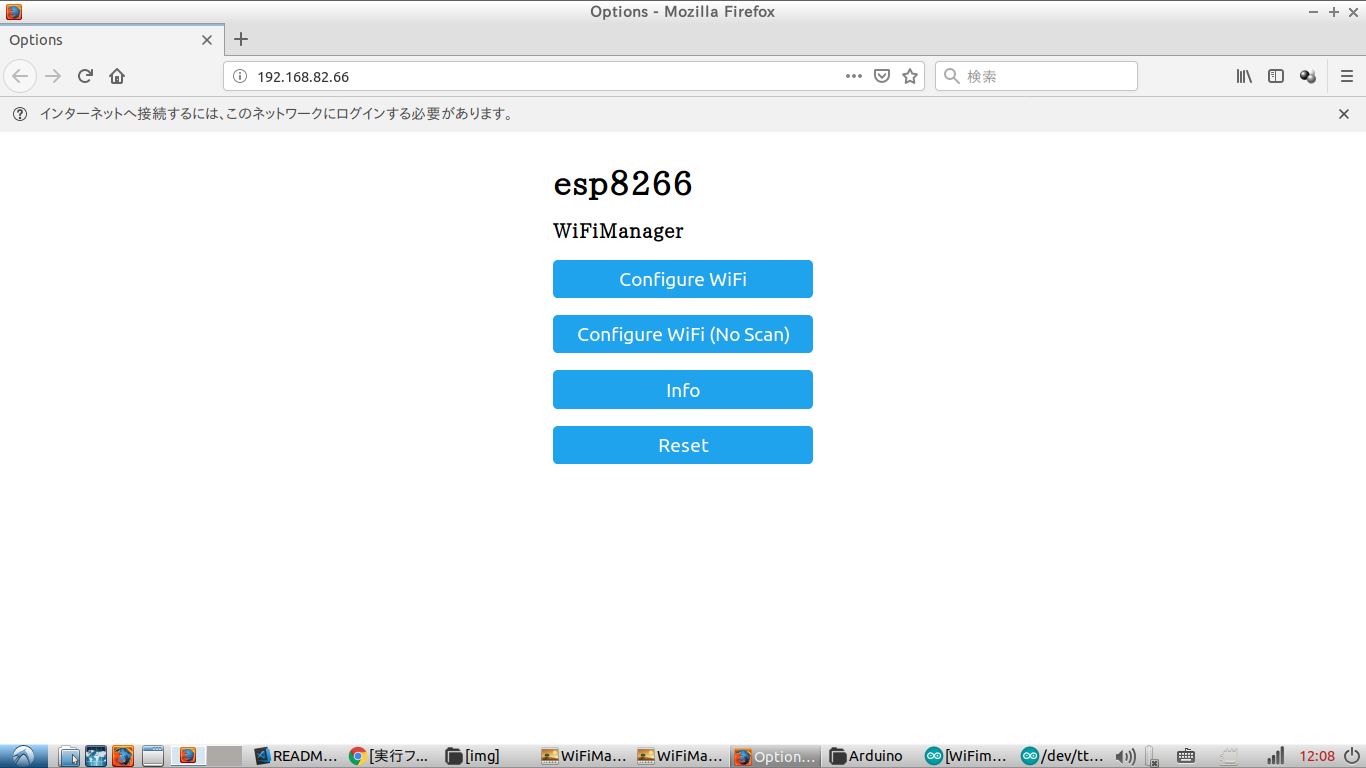 Options - Mozilla Firefox
Options
192.168.82.66
検索
インターネットへ接続するには、このネットワークにログインする必要があります。
esp8266
WiFiManager
Configure WiFi
Configure WiFi (No Scan)
Info
Reset
READM...
[実行フ...
[img]
WiFiMa...
WiFiMa...
Option...
Arduino
[WiFim...
/dev/tt...
12:08